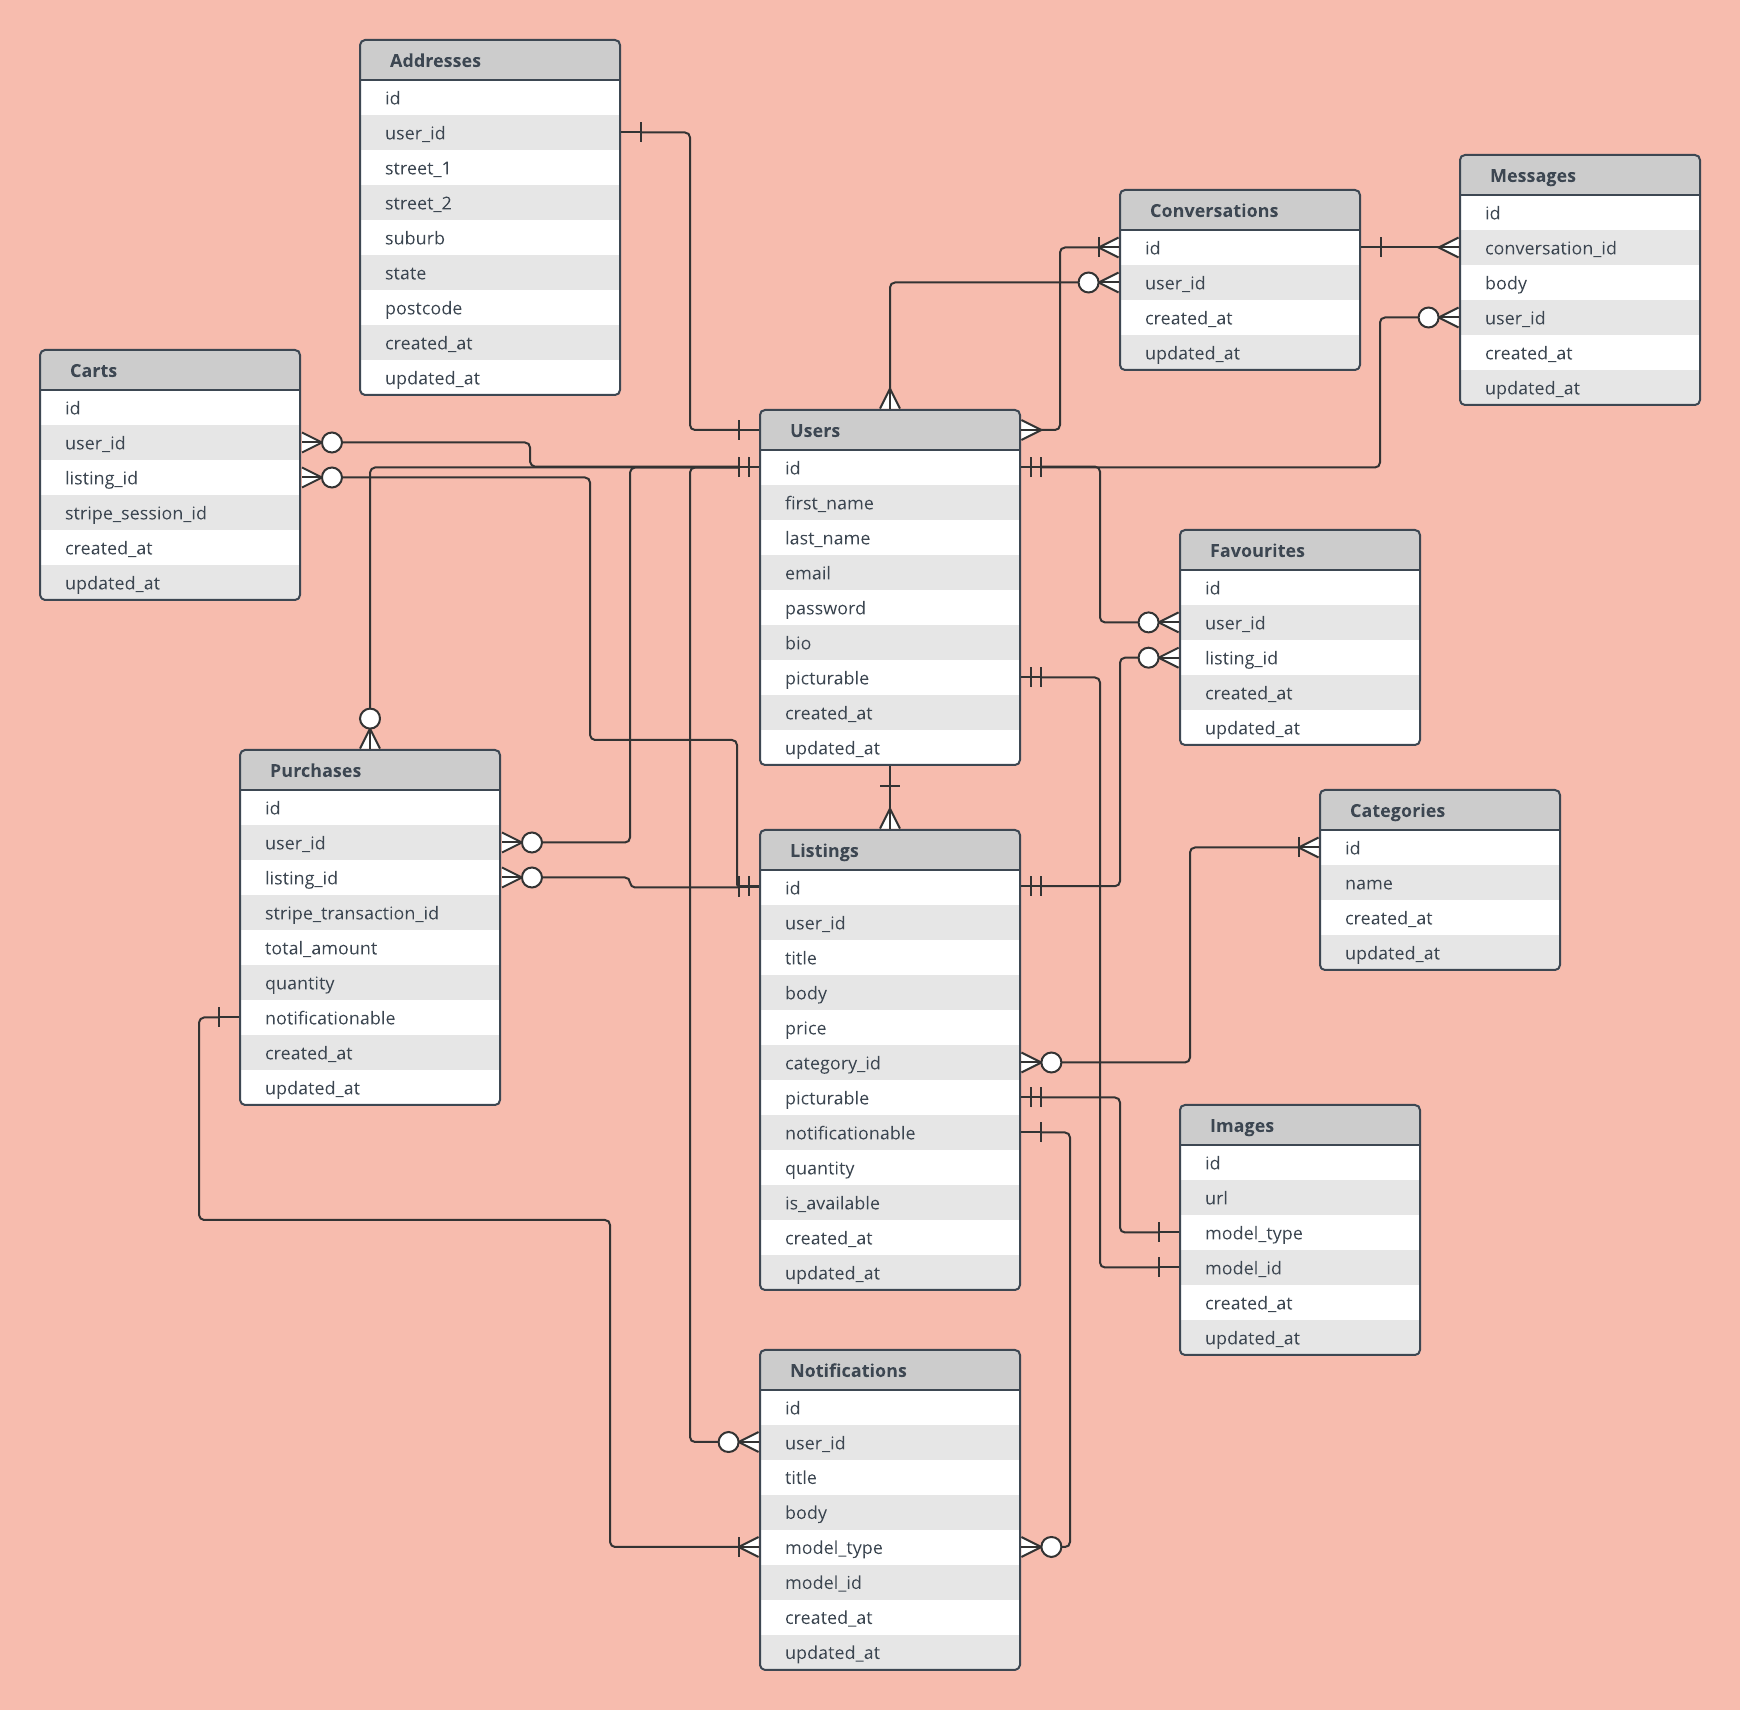 Addresses
id
user_id
street_1
street_2
suburb
state
postcode
created_at
updated_at
Messages
id
conversation_id
body
user_id
created_at
updated_at
Conversations
id
user_id
created_at
updated_at
Carts
id
user_id
listing_id
stripe_session_id
created_at
updated_at
Users
id
first_name
last_name
email
password
bio
picturable
created_at
updated_at
Favourites
id
user_id
listing_id
created_at
updated_at
Purchases
id
user_id
listing_id
stripe_transaction_id
total_amount
quantity
notificationable
created_at
updated_at
Listings
id
user_id
title
body
price
category_id
picturable
notificationable
quantity
is_available
created_at
updated_at
Categories
id
name
created_at
updated_at
Images
id
url
model_type
model_id
created_at
updated_at
Notifications
id
user_id
title
body
model_type
model_id
created_at
updated_at